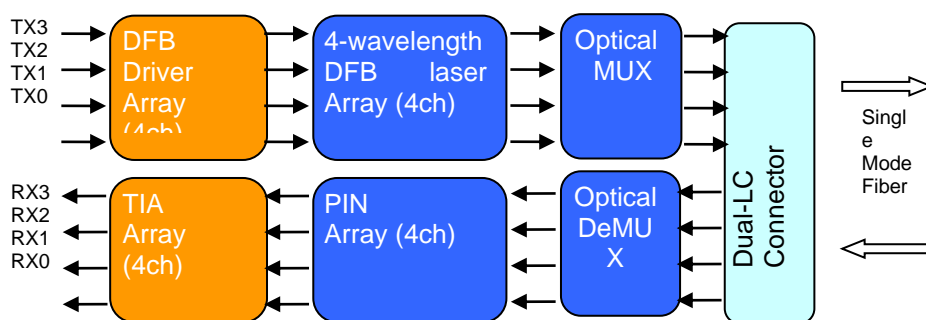 TX3
TX2
TX1
TX0
DFB
Driver
Array
(4ch)
4-wavelength
DFB laser
Array (4ch)
Optical
MUX
RX3
RX2
RX1
RX0
TIA
Array
(4ch)
PIN
Array (4ch)
Optical
DeMU
X
Dual-LC
Connector
Singl
e
Mode
Fiber